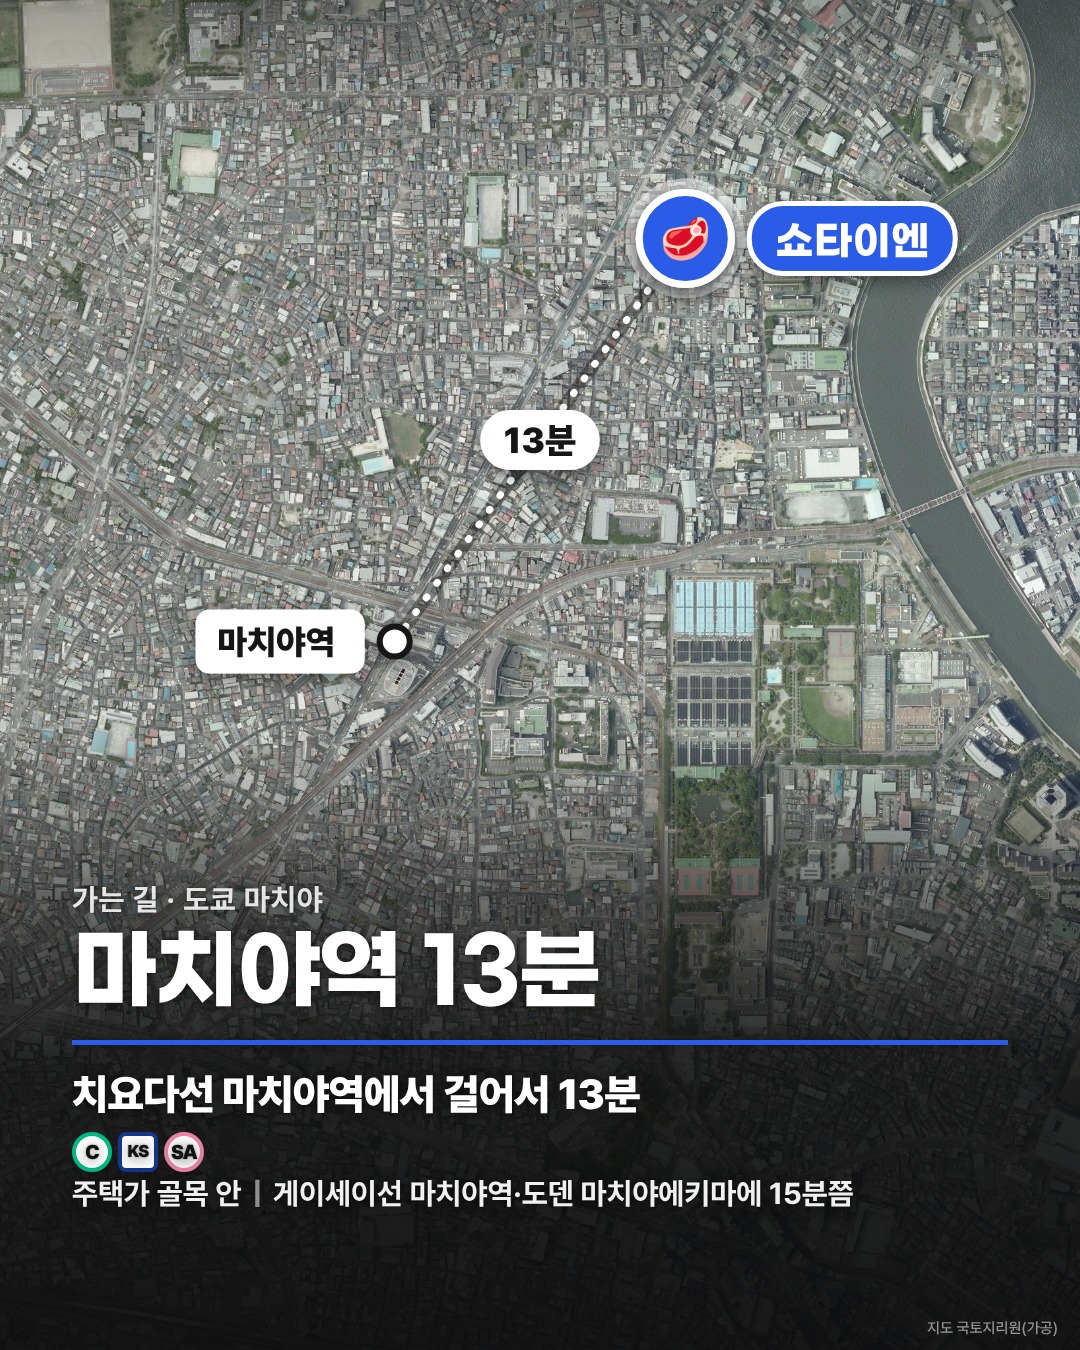 쇼타이엔
13분
마치야역
가는 길 · 도쿄 마치야
마치야역 13분
치요다선 마치야역에서 걸어서 13분
C KS SA
주택가 골목 안 | 게이세이선 마치야역·도덴 마치야에키마에 15분쯤
지도 국토지리원(가공)